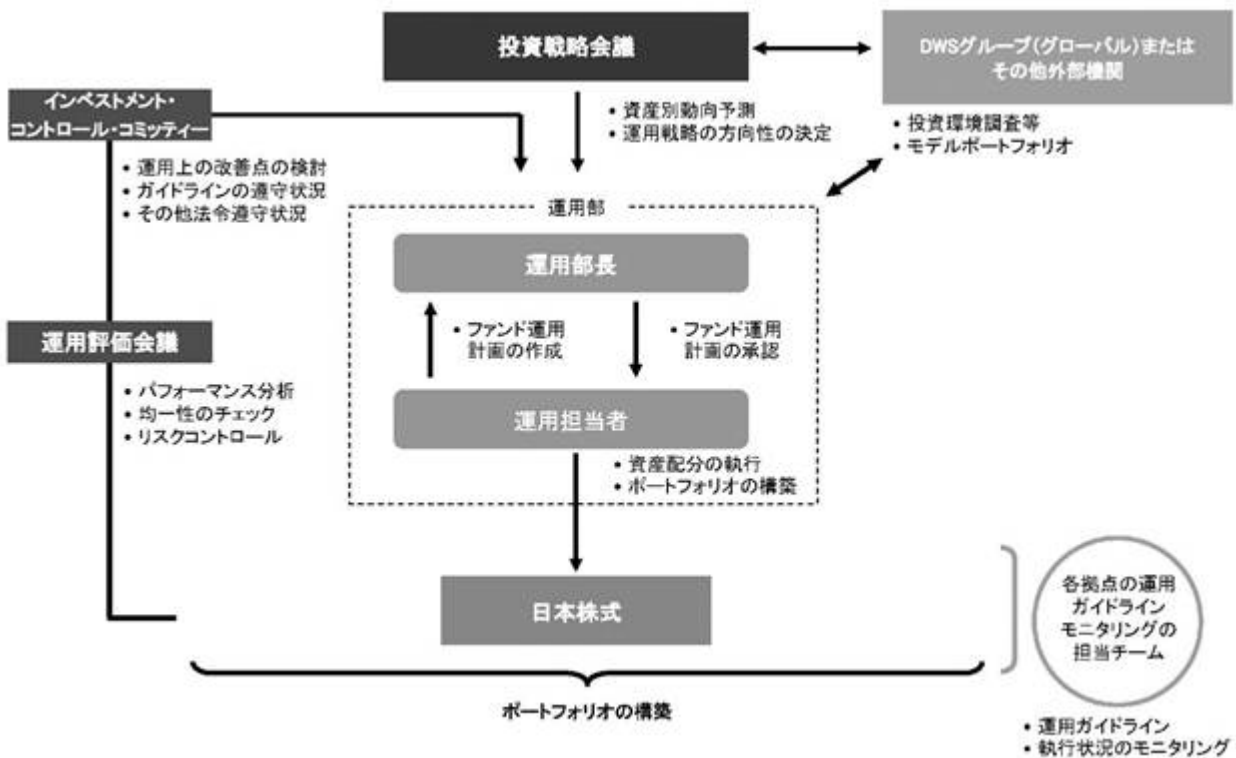 投資戦略会議
DWSグループ(グローバル)または
その他外部機関
インベストメント・
コントロール・コミッティー
• 資産別動向予測
• 運用戦略の方向性の決定
• 投資環境調査等
• モデルポートフォリオ
• 運用上の改善点の検討
• ガイドラインの遵守状況
• その他法令遵守状況
運用部
運用部長
• ファンド運用
計画の作成
• ファンド運用
計画の承認
運用評価会議
• パフォーマンス分析
• 均一性のチェック
• リスクコントロール
運用担当者
• 資産配分の執行
• ポートフォリオの構築
日本株式
各拠点の運用
ガイドライン
モニタリングの
担当チーム
ポートフォリオの構築
• 運用ガイドライン
• 執行状況のモニタリング